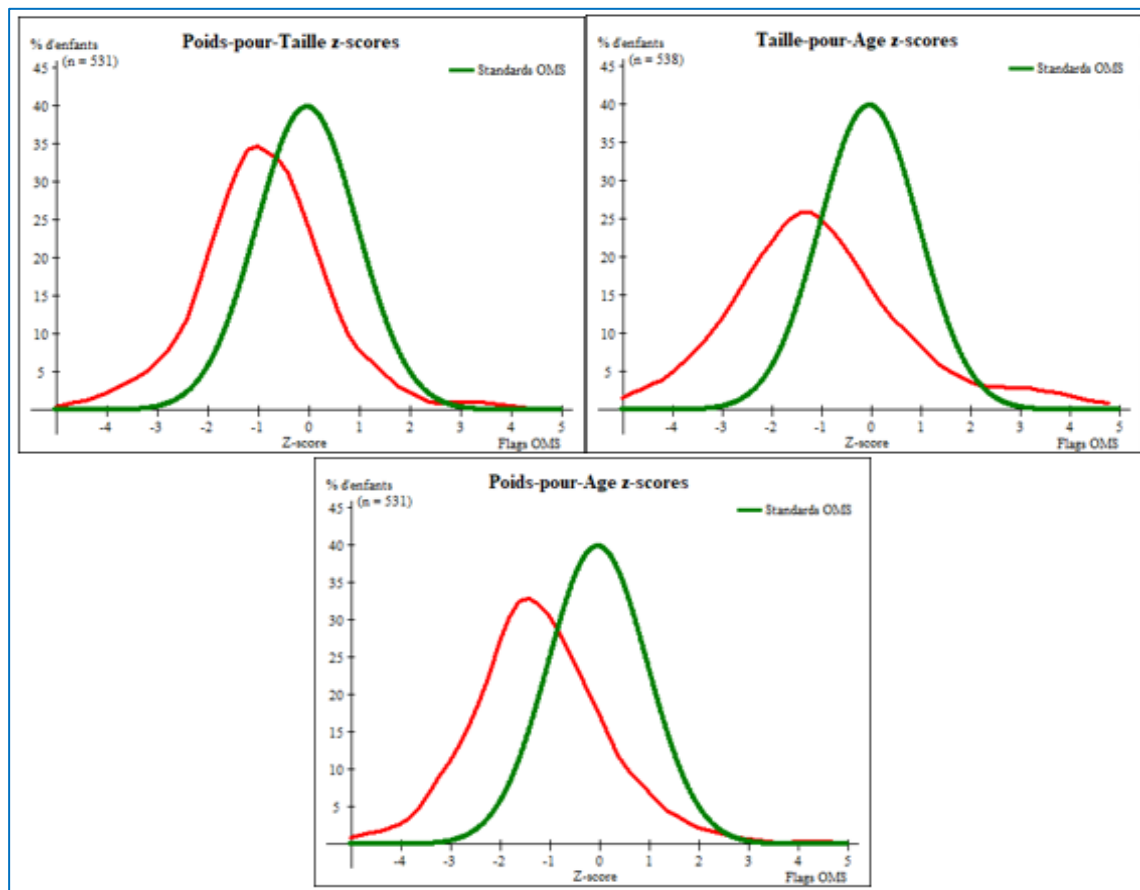 Poids-pour-Taille z-scores
% d'enfants
(n = 531)
Standards OMS
45
40
35
30
25
20
15
10
5
-4 -3 -2 -1 0 1 2 3 4 5
Z-score
Flags OMS
Taille-pour-Age z-scores
% d'enfants
(n = 538)
Standards OMS
45
40
35
30
25
20
15
10
5
-4 -3 -2 -1 0 1 2 3 4 5
Z-score
Flags OMS
Poids-pour-Age z-scores
% d'enfants
(n = 531)
Standards OMS
45
40
35
30
25
20
15
10
5
-4 -3 -2 -1 0 1 2 3 4 5
Z-score
Flags OMS